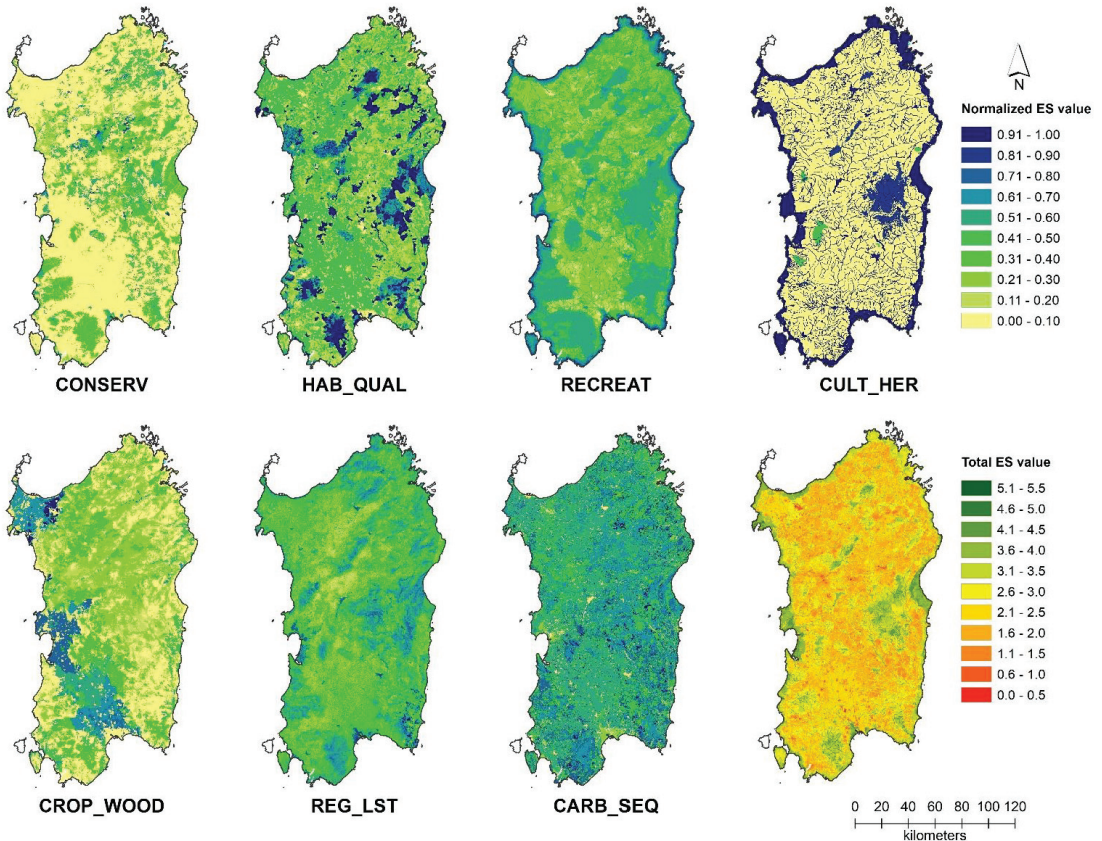 N
Normalized ES value
0.91 - 1.00
0.81 - 0.90
0.71 - 0.80
0.61 - 0.70
0.51 - 0.60
0.41 - 0.50
0.31 - 0.40
0.21 - 0.30
0.11 - 0.20
0.00 - 0.10
CONSERV
HAB_QUAL
RECREAT
CULT_HER
Total ES value
5.1 - 5.5
4.6 - 5.0
4.1 - 4.5
3.6 - 4.0
3.1 - 3.5
2.6 - 3.0
2.1 - 2.5
1.6 - 2.0
1.1 - 1.5
0.6 - 1.0
0.0 - 0.5
CROP_WOOD
REG_LST
CARB_SEQ
0 20 40 60 80 100 120
kilometers